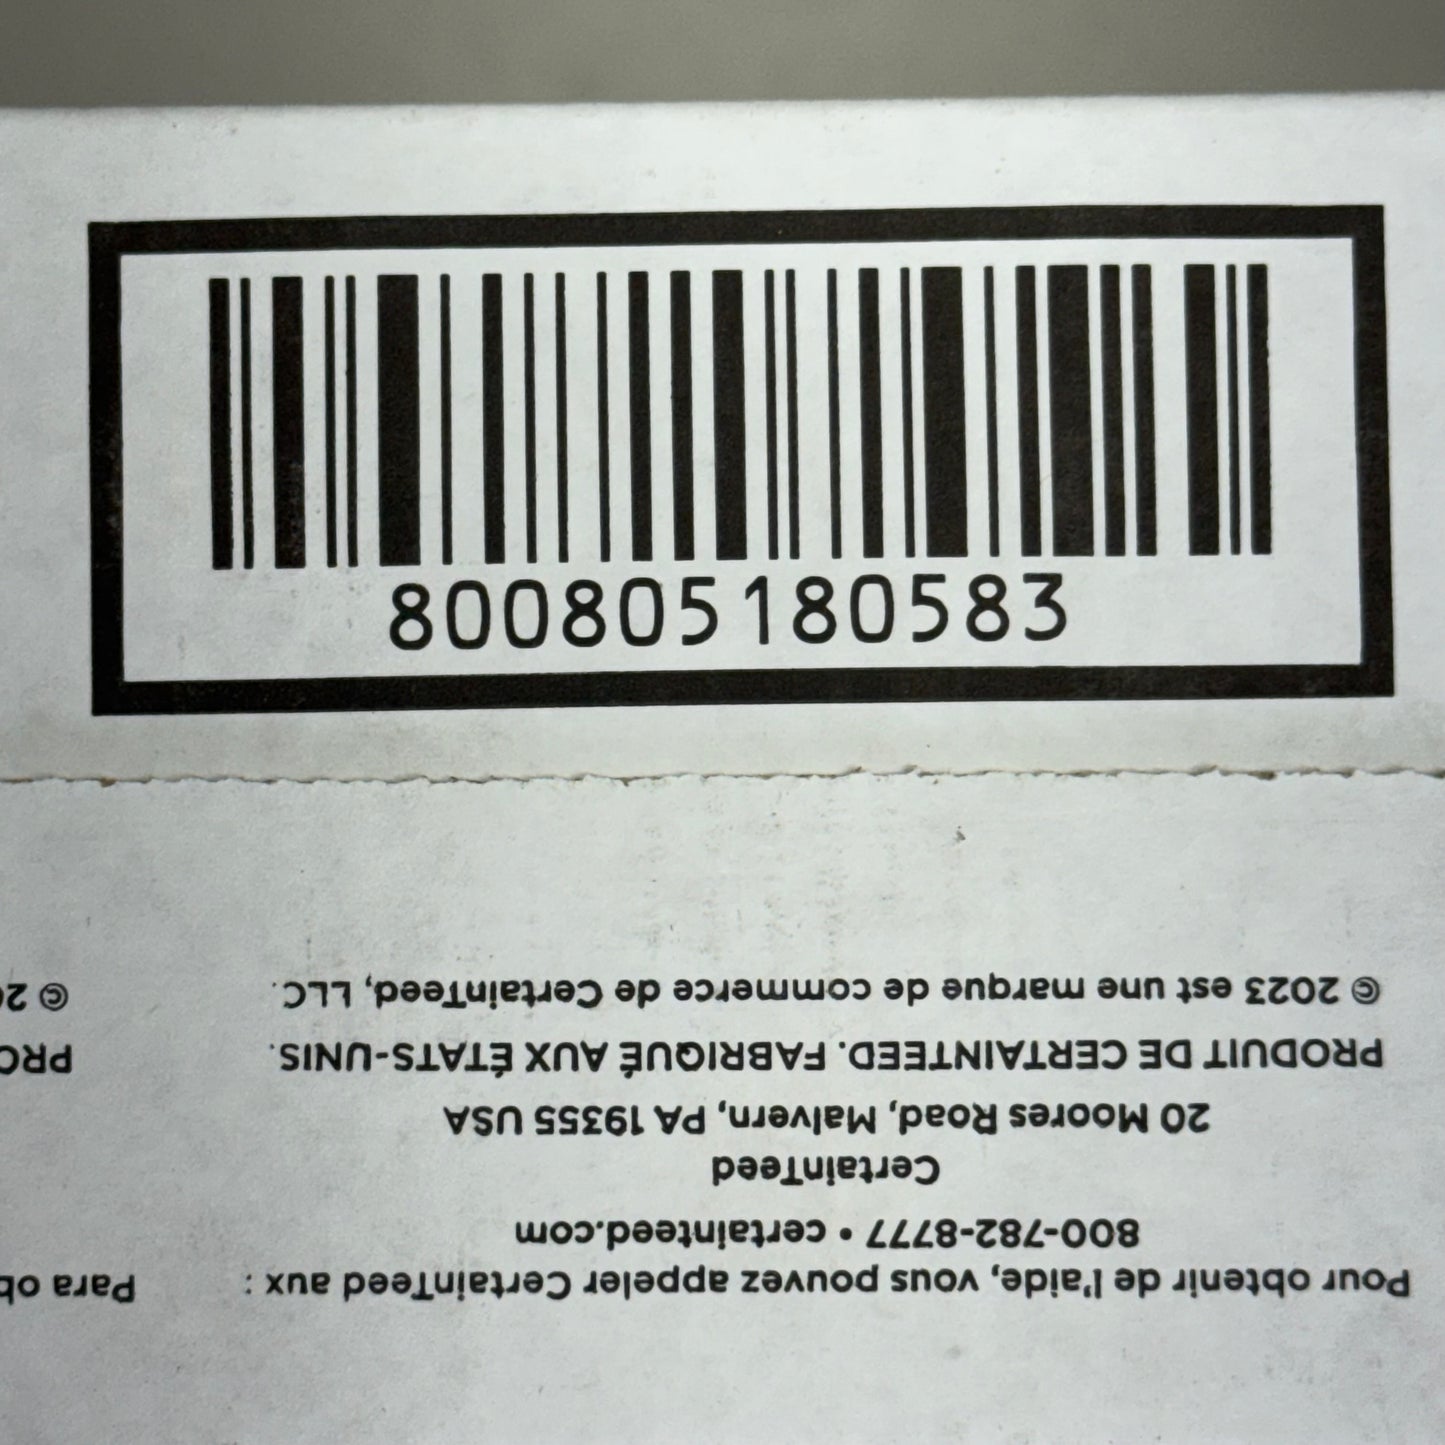 800805180583
Pour obtenir de l'aide, vous pouvez appeler CertainTeed aux :
800-782-8777 • certainteed.com
CertainTeed
20 Moores Road, Malvern, PA 19355 USA
PRODUIT DE CERTAINTEED. FABRIQUÉ AUX ÉTATS-UNIS.
© 2023 est une marque de commerce de CertainTeed, LLC.
Para
©